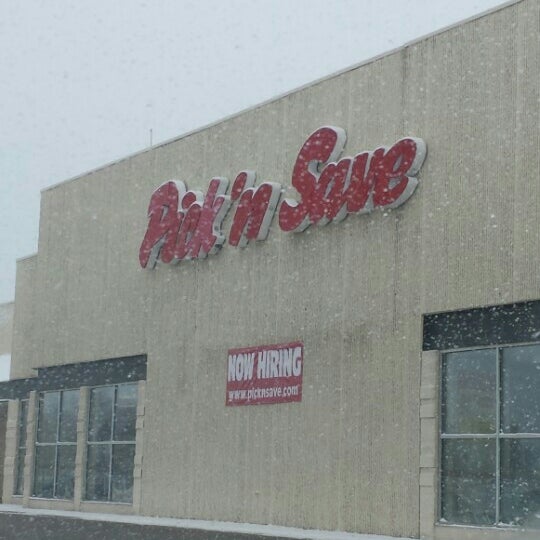 Pick 'n Save
NOW HIRING
www.picknsave.com